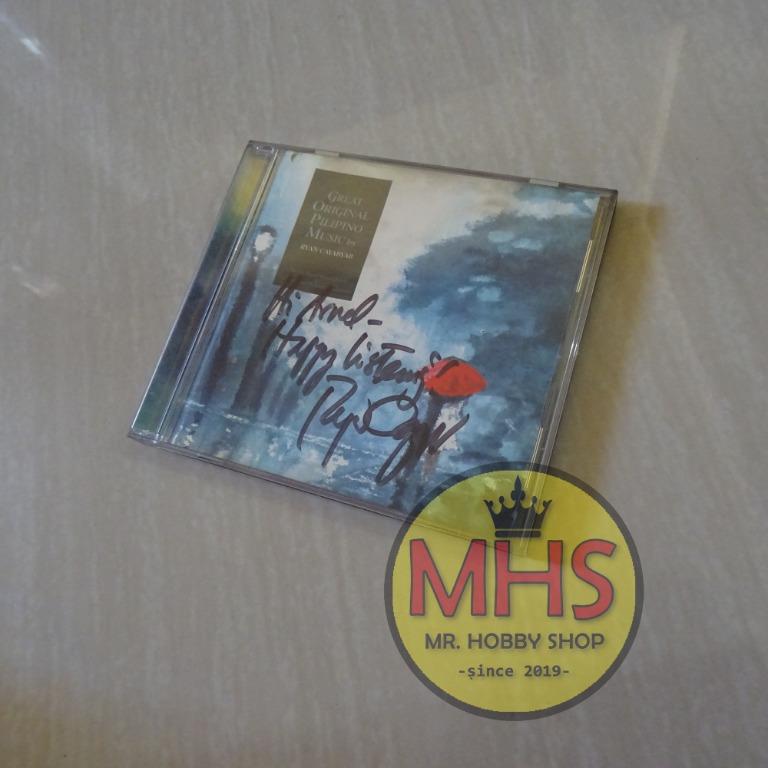 GREAT
ORIGINAL
PILIPINO
MUSIC by
RYAN CAYABYAB
Hi Arnel-
Happy listening!
MHS
MR. HOBBY SHOP
-since 2019-